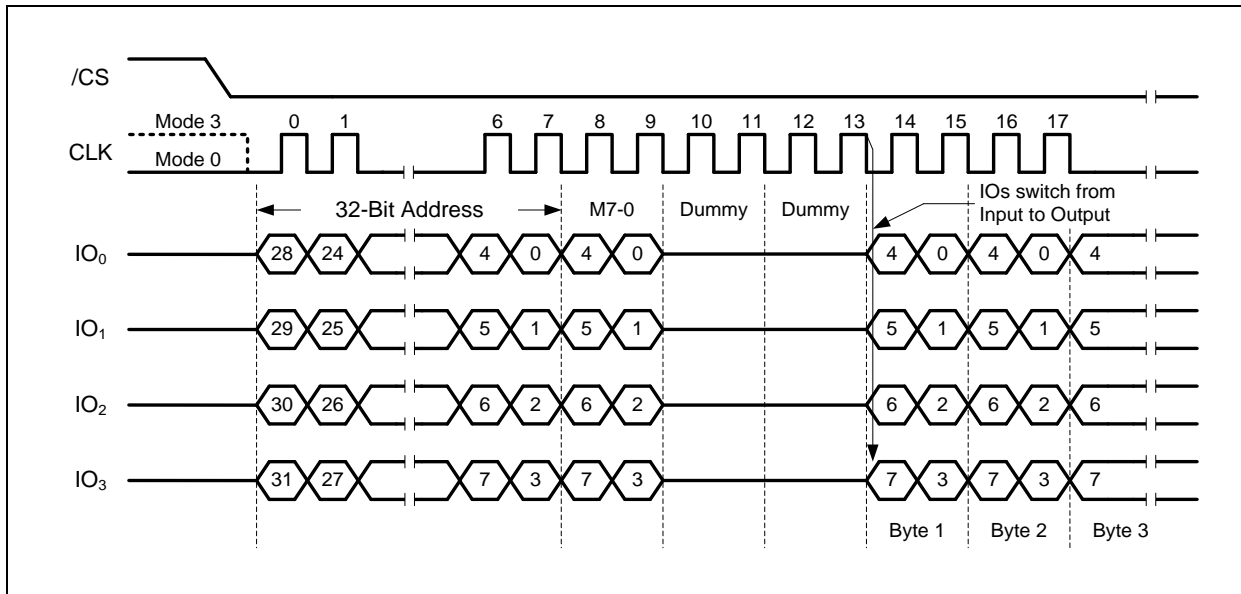 /CS
Mode 3
0 1 6 7 8 9 10 11 12 13 14 15 16 17
CLK
Mode 0
IOs switch from
Input to Output
32-Bit Address M7-0 Dummy Dummy
IO₀ 28 24 4 0 4 0 4 0 4 0 4
IO₁ 29 25 5 1 5 1 5 1 5 1 5
IO₂ 30 26 6 2 6 2 6 2 6 2 6
IO₃ 31 27 7 3 7 3 7 3 7 3 7
Byte 1 Byte 2 Byte 3